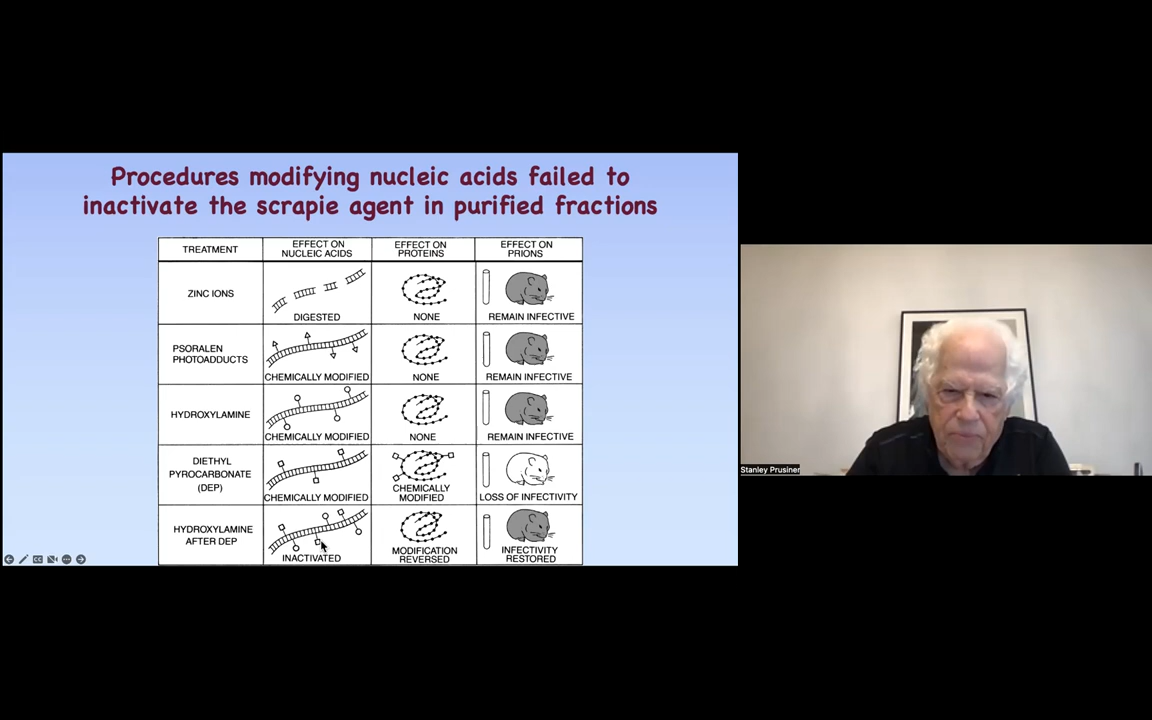 Procedures modifying nucleic acids failed to
inactivate the scrapie agent in purified fractions
TREATMENT
EFFECT ON
NUCLEIC ACIDS
EFFECT ON
PROTEINS
EFFECT ON
PRIONS
ZINC IONS
DIGESTED
NONE
REMAIN INFECTIVE
PSORALEN
PHOTOADDUCTS
CHEMICALLY MODIFIED
NONE
REMAIN INFECTIVE
HYDROXYLAMINE
CHEMICALLY MODIFIED
NONE
REMAIN INFECTIVE
DIETHYL
PYROCARBONATE
(DEP)
CHEMICALLY MODIFIED
CHEMICALLY
MODIFIED
LOSS OF INFECTIVITY
HYDROXYLAMINE
AFTER DEP
INACTIVATED
MODIFICATION
REVERSED
INFECTIVITY
RESTORED
Stanley Prusiner